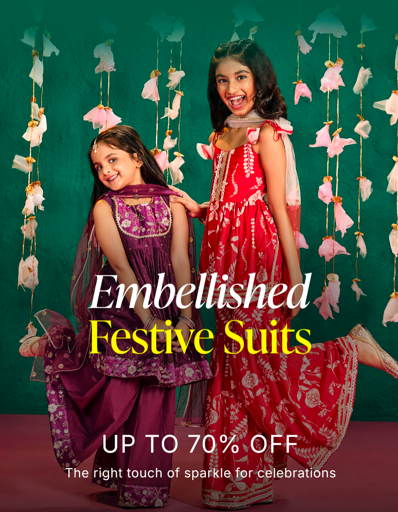 Embellished
Festive Suits
UP TO 70% OFF
The right touch of sparkle for celebrations